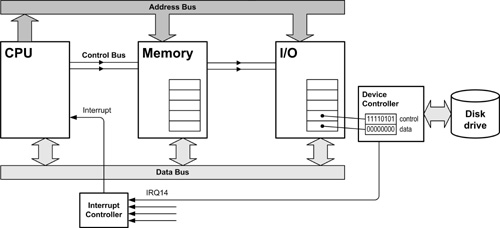 Address Bus
CPU
Control Bus
Memory
I/O
Device
Controller
11110101 control
00000000 data
Disk
drive
Interrupt
Data Bus
IRQ14
Interrupt
Controller